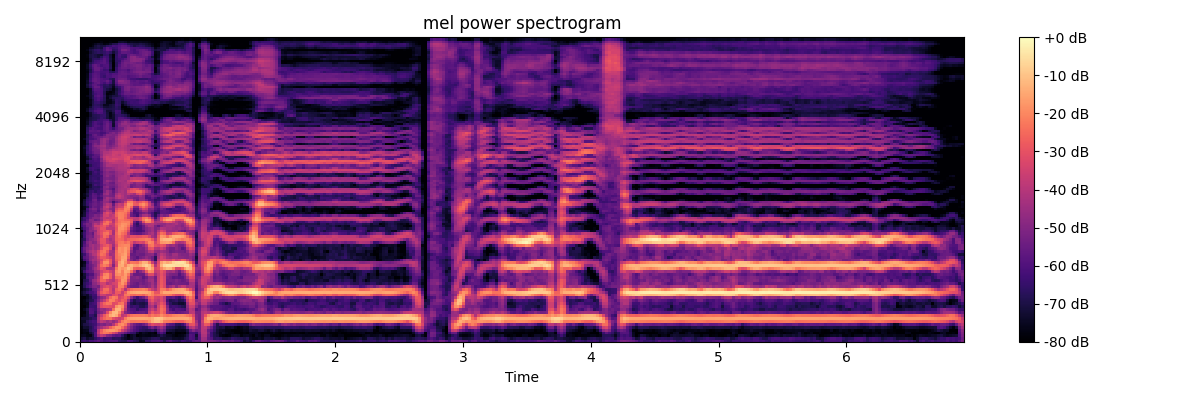 mel power spectrogram
8192
4096
2048
1024
512
0
Hz
0 1 2 3 4 5 6
Time
+0 dB
-10 dB
-20 dB
-30 dB
-40 dB
-50 dB
-60 dB
-70 dB
-80 dB